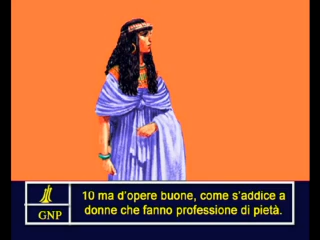 10 ma d'opere buone, come s'addice a
donne che fanno professione di pietà.
GNP